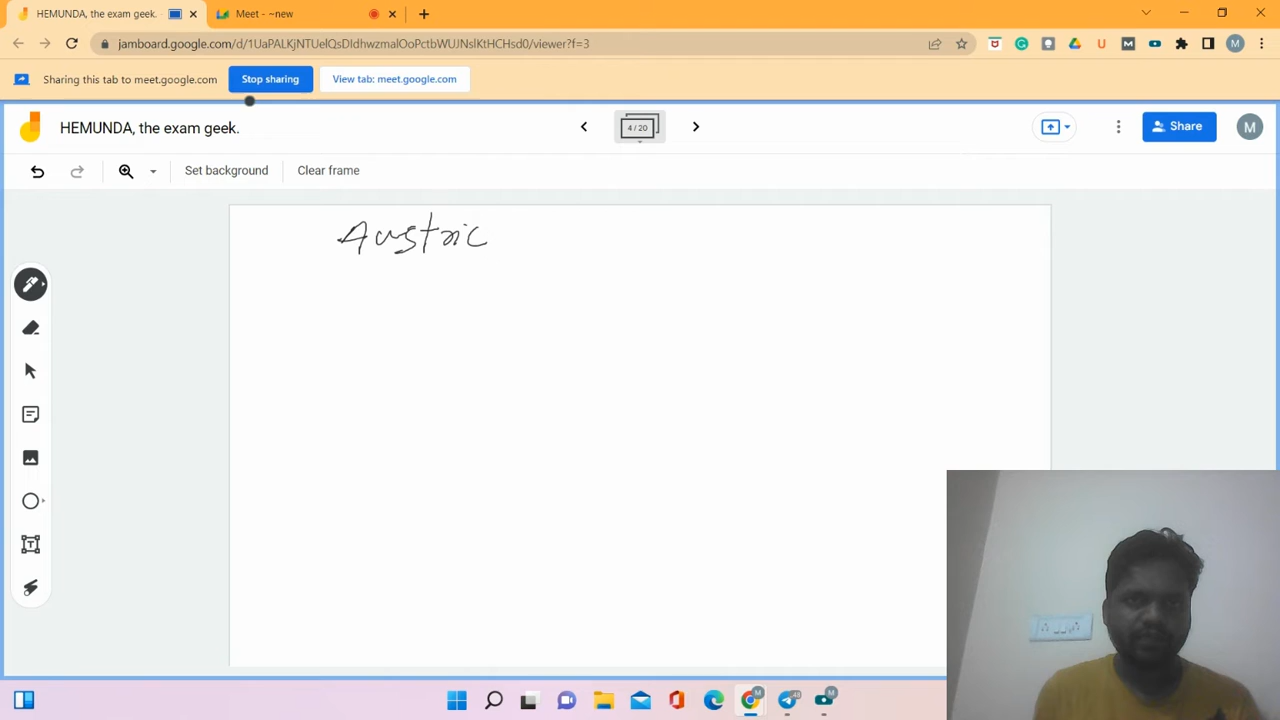 HEMUNDA, the exam geek.
Meet - ~new
jamboard.google.com/d/1UaPALKjNTUelQsDIdhwzmalOoPctbWUJNslKtHCHsd0/viewer?f=3
Sharing this tab to meet.google.com
Stop sharing
View tab: meet.google.com
HEMUNDA, the exam geek.
4 / 20
Share
M
Set background
Clear frame
Austric